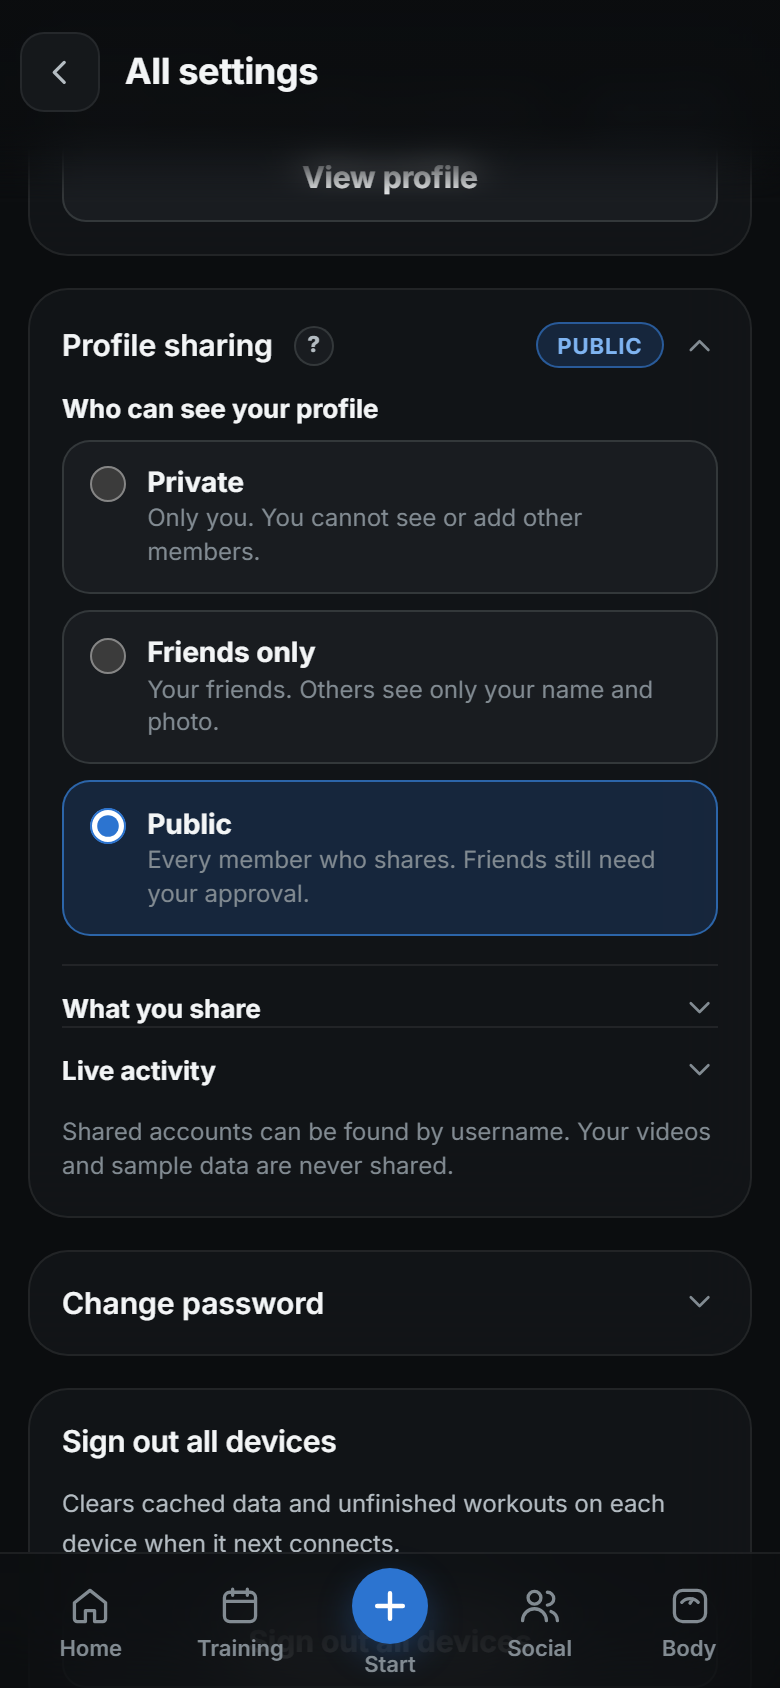 All settings
View profile
Profile sharing ? PUBLIC
Who can see your profile
Private
Only you. You cannot see or add other
members.
Friends only
Your friends. Others see only your name and
photo.
Public
Every member who shares. Friends still need
your approval.
What you share
Live activity
Shared accounts can be found by username. Your videos
and sample data are never shared.
Change password
Sign out all devices
Clears cached data and unfinished workouts on each
device when it next connects.
Sign out all devices
Home Training Start Social Body